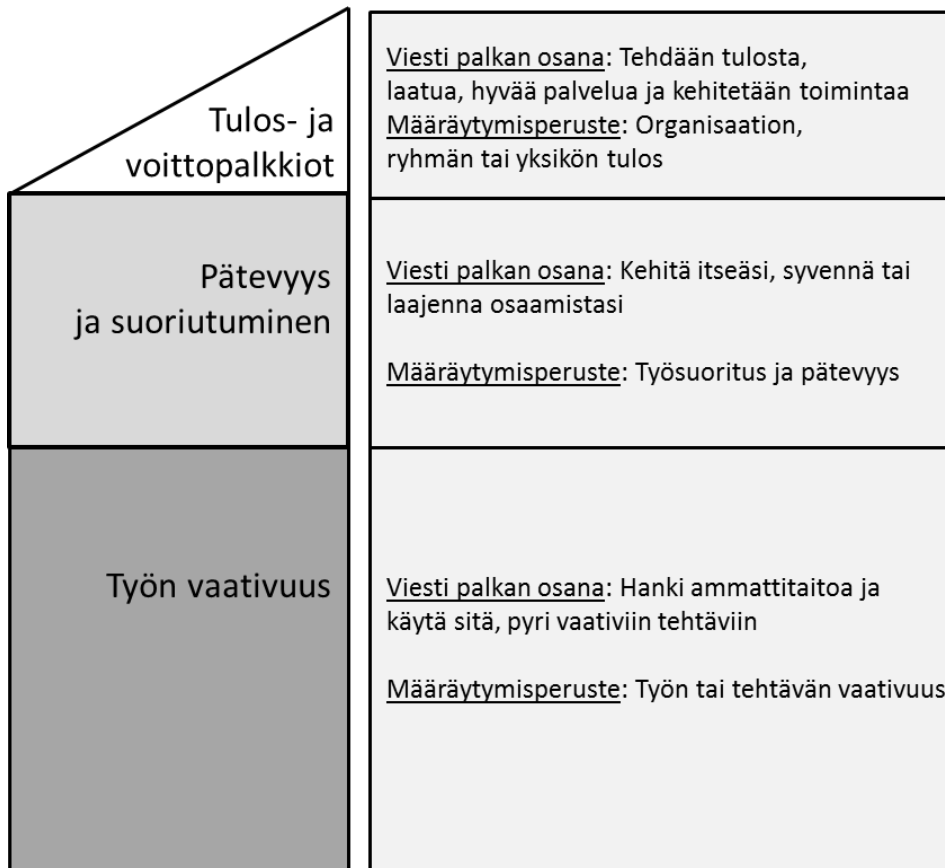 Tulos- ja
voittopalkkiot
Viesti palkan osana: Tehdään tulosta,
laatua, hyvää palvelua ja kehitetään toimintaa
Määräytymisperuste: Organisaation,
ryhmän tai yksikön tulos
Pätevyys
ja suoriutuminen
Viesti palkan osana: Kehitä itseäsi, syvennä tai
laajenna osaamistasi
Määräytymisperuste: Työsuoritus ja pätevyys
Työn vaativuus
Viesti palkan osana: Hanki ammattitaitoa ja
käytä sitä, pyri vaativiin tehtäviin
Määräytymisperuste: Työn tai tehtävän vaativuus